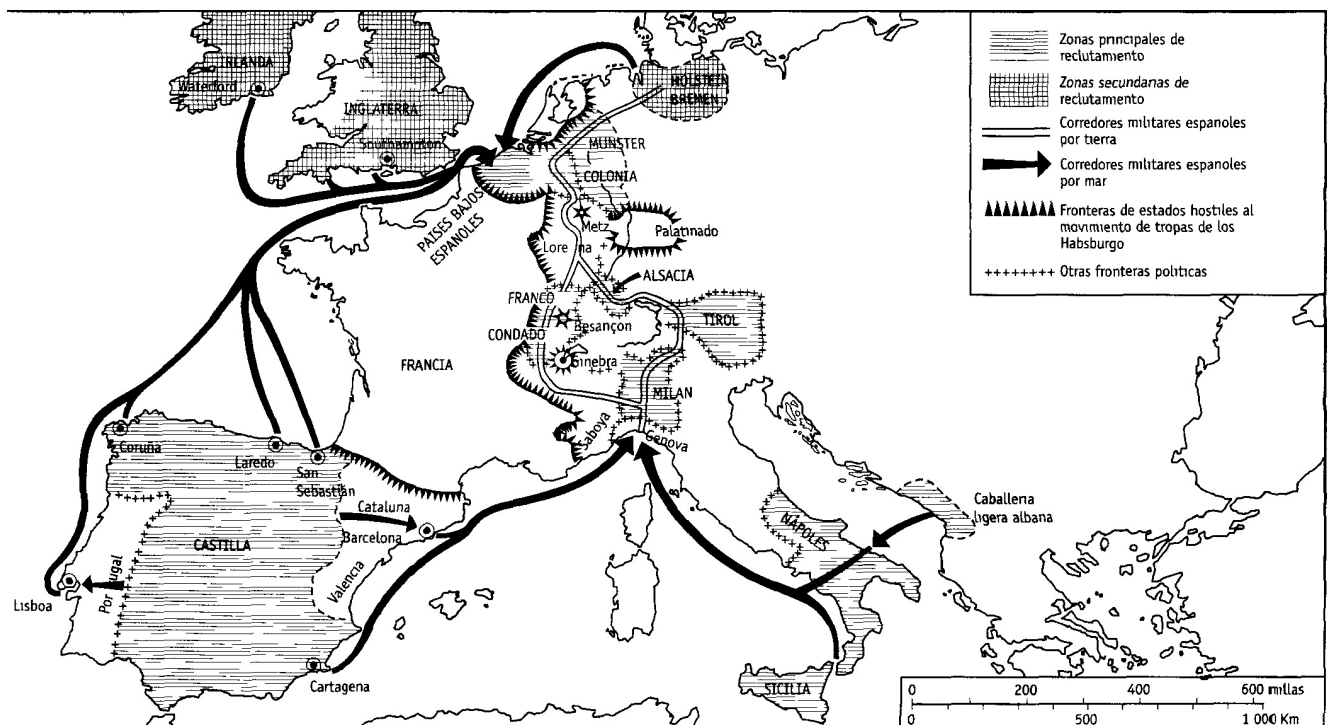 IRLANDA
Waterford
INGLATERRA
Southampton
HOLSTEIN
BREMEN
MUNSTER
COLONIA
PAISES BAJOS
ESPAÑOLES
Metz
Palatinado
Lorena
ALSACIA
FRANCO
CONDADO
Besançon
TIROL
Ginebra
FRANCIA
MILAN
Saboya
Genova
Coruña
Laredo
San
Sebastián
Cataluna
Barcelona
CASTILLA
Valencia
Portugal
Lisboa
Cartagena
NÁPOLES
SICILIA
Caballena
ligera albana
Zonas principales de
reclutamiento
Zonas secundarias de
reclutamiento
Corredores militares españoles
por tierra
Corredores militares españoles
por mar
Fronteras de estados hostiles al
movimiento de tropas de los
Habsburgo
Otras fronteras políticas
0 200 400 600 millas
0 500 1 000 Km